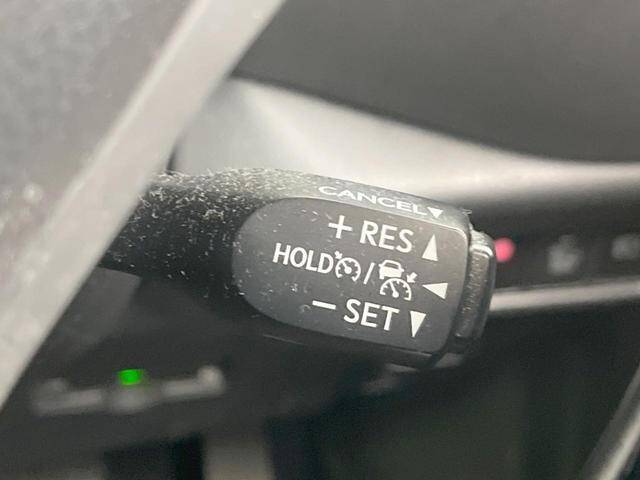 CANCEL▼
+ RES ▲
HOLD / ◀
− SET ▼